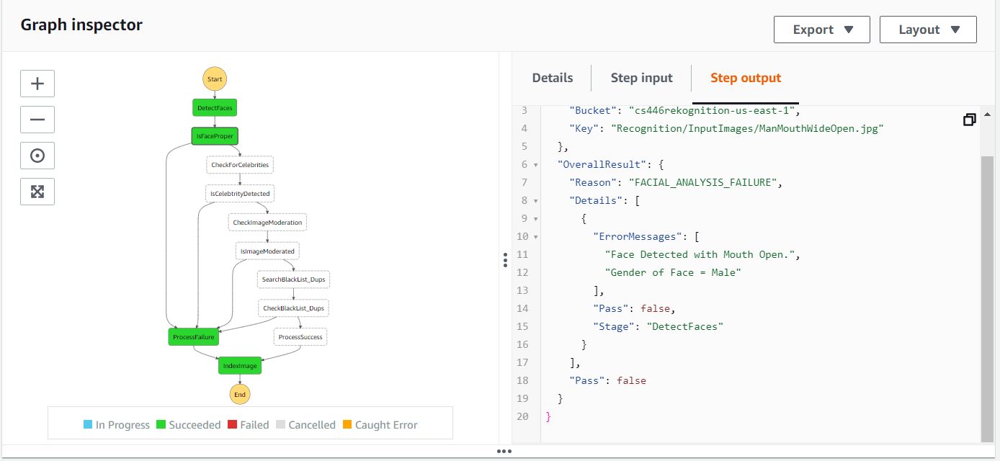 Graph inspector
Export
Layout
Start
DetectFaces
IsFaceProper
CheckForCelebrities
IsCelebtrityDetected
CheckImageModeration
IsImageModerated
SearchBlackList_Dups
CheckBlackList_Dups
ProcessFailure
ProcessSuccess
IndexImage
End
In Progress Succeeded Failed Cancelled Caught Error
Details Step input Step output
3 "Bucket": "cs446rekognition-us-east-1",
4 "Key": "Recognition/InputImages/ManMouthWideOpen.jpg"
5 },
6 "OverallResult": {
7 "Reason": "FACIAL_ANALYSIS_FAILURE",
8 "Details": [
9 {
10 "ErrorMessages": [
11 "Face Detected with Mouth Open.",
12 "Gender of Face = Male"
13 ],
14 "Pass": false,
15 "Stage": "DetectFaces"
16 }
17 ],
18 "Pass": false
19 }
20 }